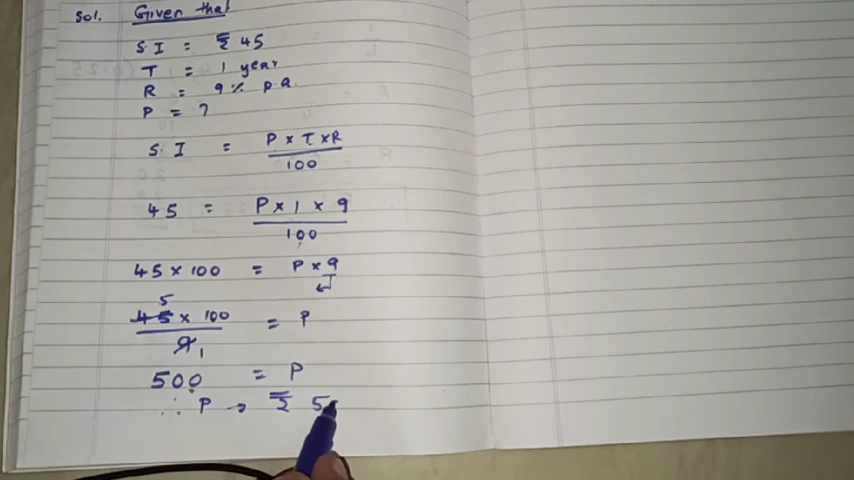 Sol. Given that
S.I = ₹ 45
T = 1 year
R = 9% p.a.
P = ?
S.I = P × T × R
100
45 = P × 1 × 9
100
45 × 100 = P × 9
5
45 × 100 = P
9 1
500 = P
∴ P → ₹ 5